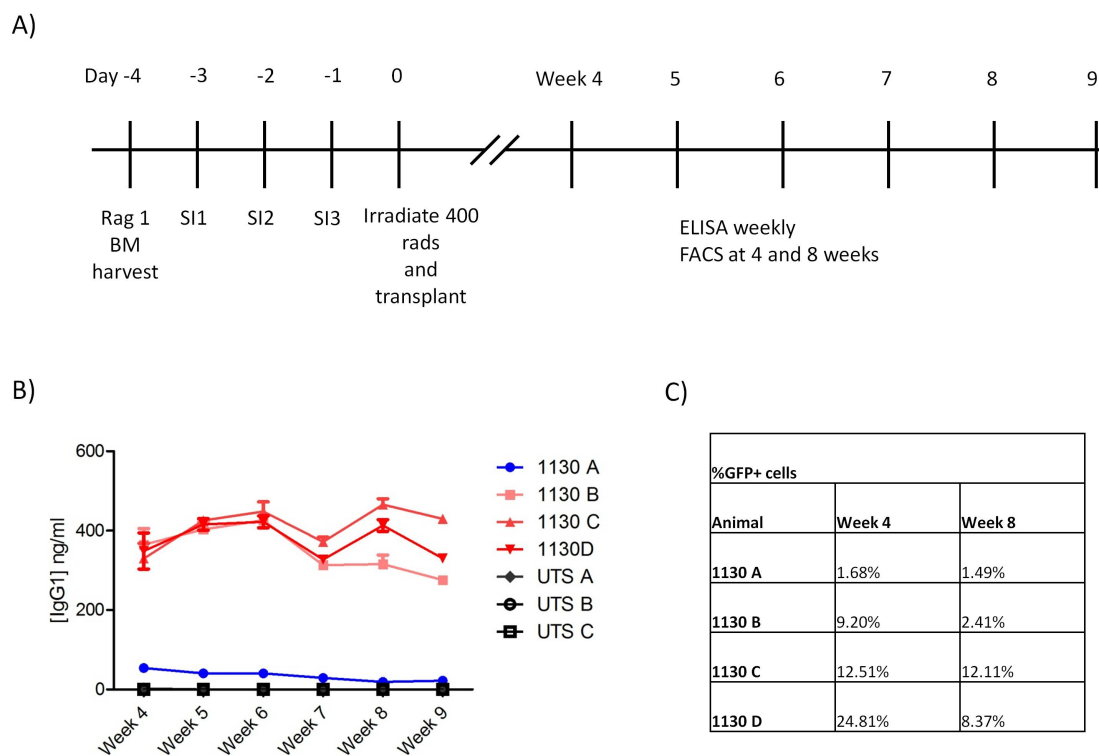 A)
Day -4 -3 -2 -1 0 Week 4 5 6 7 8 9
Rag 1
BM
harvest
SI1
SI2
SI3
Irradiate 400
rads
and
transplant
ELISA weekly
FACS at 4 and 8 weeks
B)
[IgG1] ng/ml
600
400
200
0
Week 4
Week 5
Week 6
Week 7
Week 8
Week 9
1130 A
1130 B
1130 C
1130D
UTS A
UTS B
UTS C
C)
%GFP+ cells
Animal Week 4 Week 8
1130 A 1.68% 1.49%
1130 B 9.20% 2.41%
1130 C 12.51% 12.11%
1130 D 24.81% 8.37%